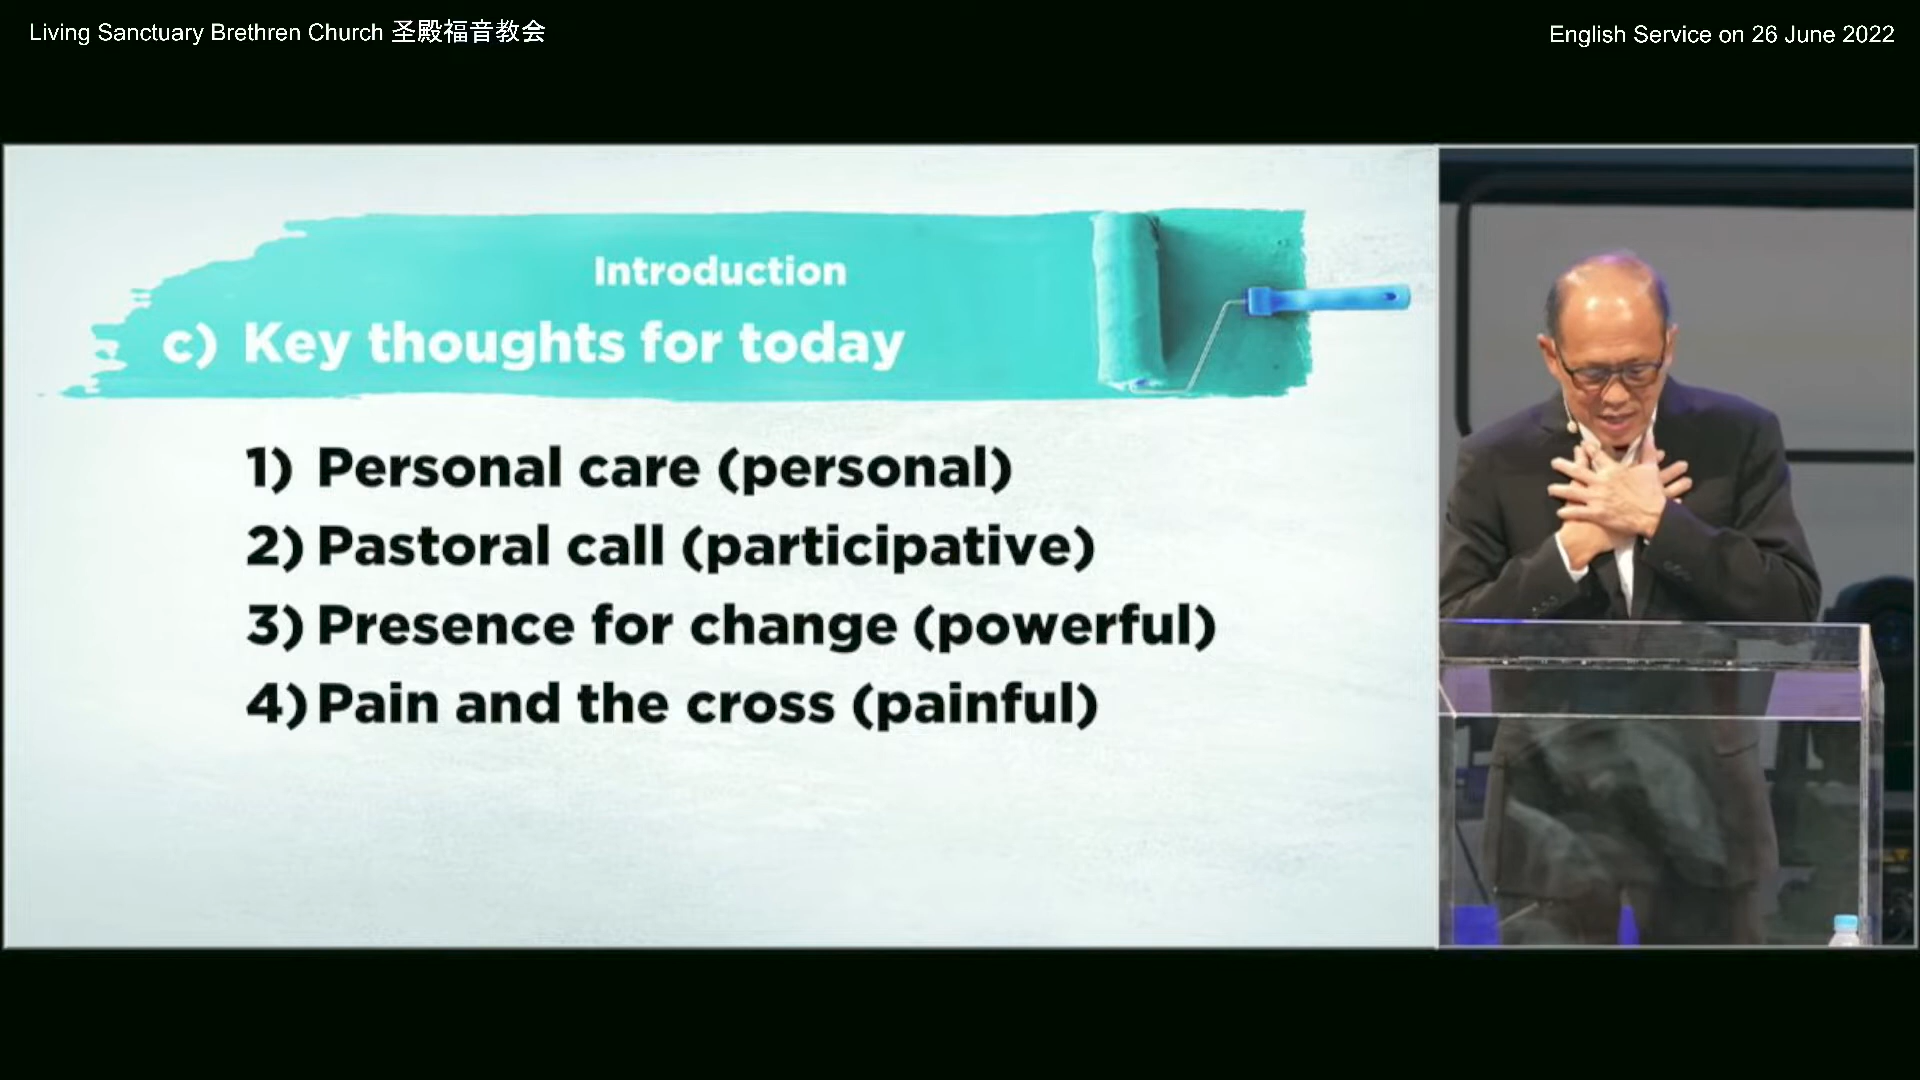 Living Sanctuary Brethren Church 圣殿福音教会
English Service on 26 June 2022
Introduction
c) Key thoughts for today
1) Personal care (personal)
2) Pastoral call (participative)
3) Presence for change (powerful)
4) Pain and the cross (painful)